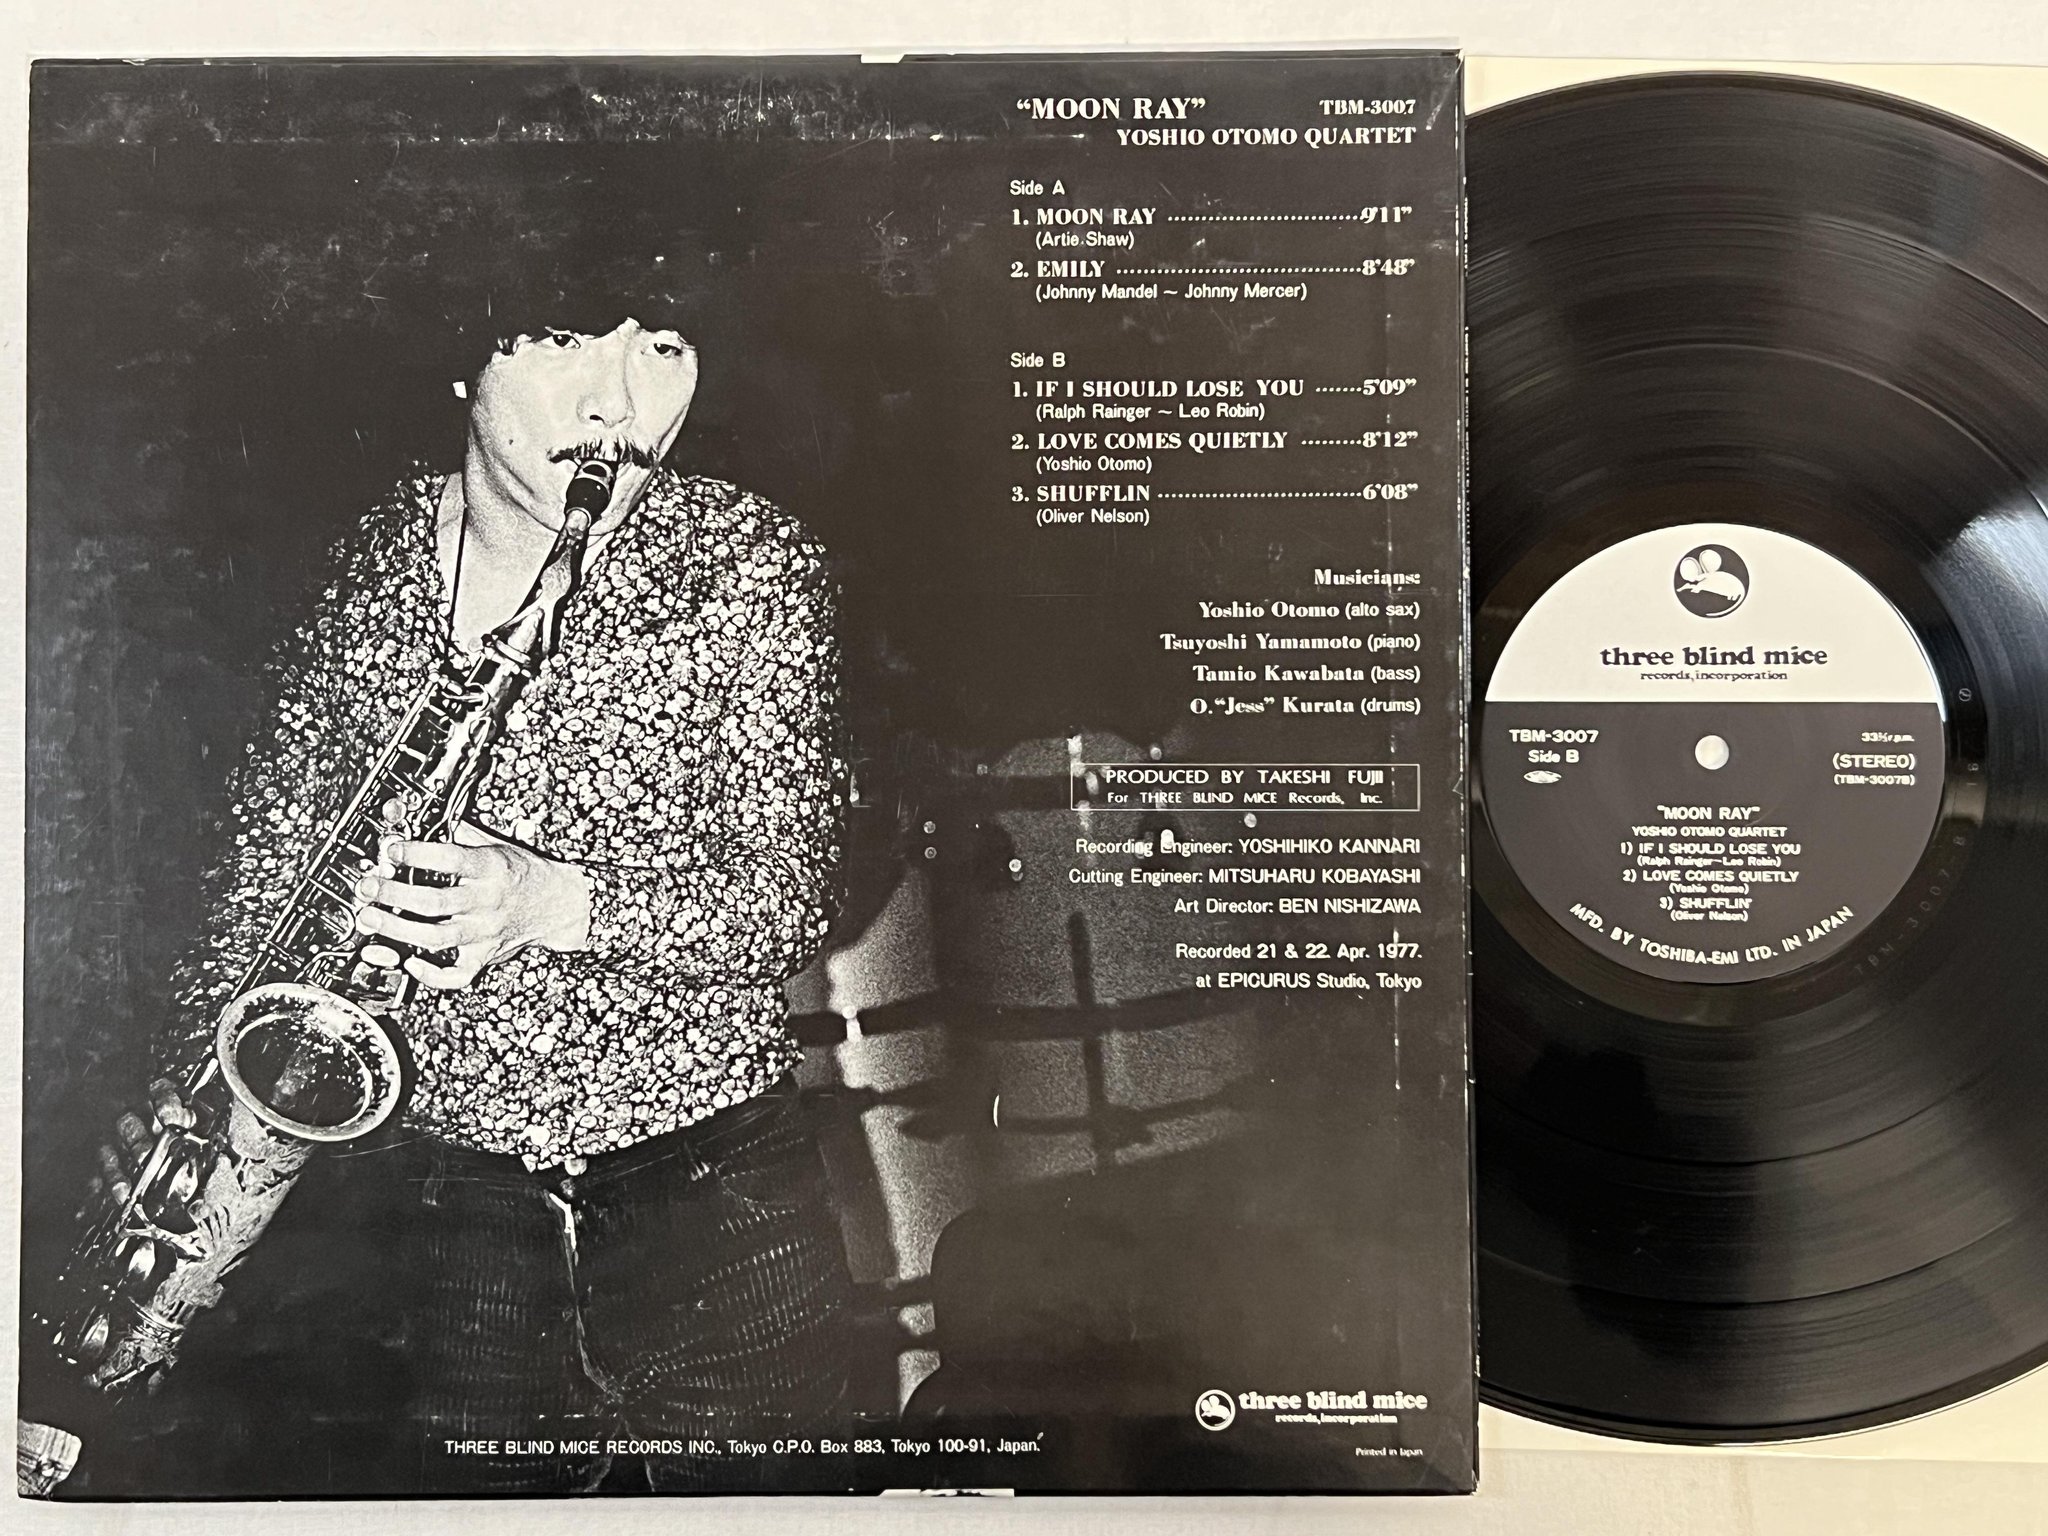 “MOON RAY” TBM-3007
YOSHIO OTOMO QUARTET
Side A
1. MOON RAY ............................9'11”
(Artie Shaw)
2. EMILY .....................................8'48”
(Johnny Mandel ~ Johnny Mercer)
Side B
1. IF I SHOULD LOSE YOU .......5'09”
(Ralph Rainger ~ Leo Robin)
2. LOVE COMES QUIETLY .........8'12”
(Yoshio Otomo)
3. SHUFFLIN ..............................6'08”
(Oliver Nelson)
Musicians:
Yoshio Otomo (alto sax)
Tsuyoshi Yamamoto (piano)
Tamio Kawabata (bass)
O.“Jess” Kurata (drums)
PRODUCED BY TAKESHI FUJII
For THREE BLIND MICE Records, Inc.
Recording Engineer: YOSHIHIKO KANNARI
Cutting Engineer: MITSUHARU KOBAYASHI
Art Director: BEN NISHIZAWA
Recorded 21 & 22 Apr. 1977.
at EPICURUS Studio, Tokyo
three blind mice
records, incorporation
THREE BLIND MICE RECORDS INC., Tokyo C.P.O. Box 883, Tokyo 100-91, Japan.
Printed in Japan
three blind mice
records, incorporation
TBM-3007 33⅓r.p.m.
Side B (STEREO)
(TBM-3007B)
“MOON RAY”
YOSHIO OTOMO QUARTET
1) IF I SHOULD LOSE YOU
(Ralph Rainger~Leo Robin)
2) LOVE COMES QUIETLY
(Yoshio Otomo)
3) SHUFFLIN'
(Oliver Nelson)
MFD. BY TOSHIBA-EMI LTD. IN JAPAN